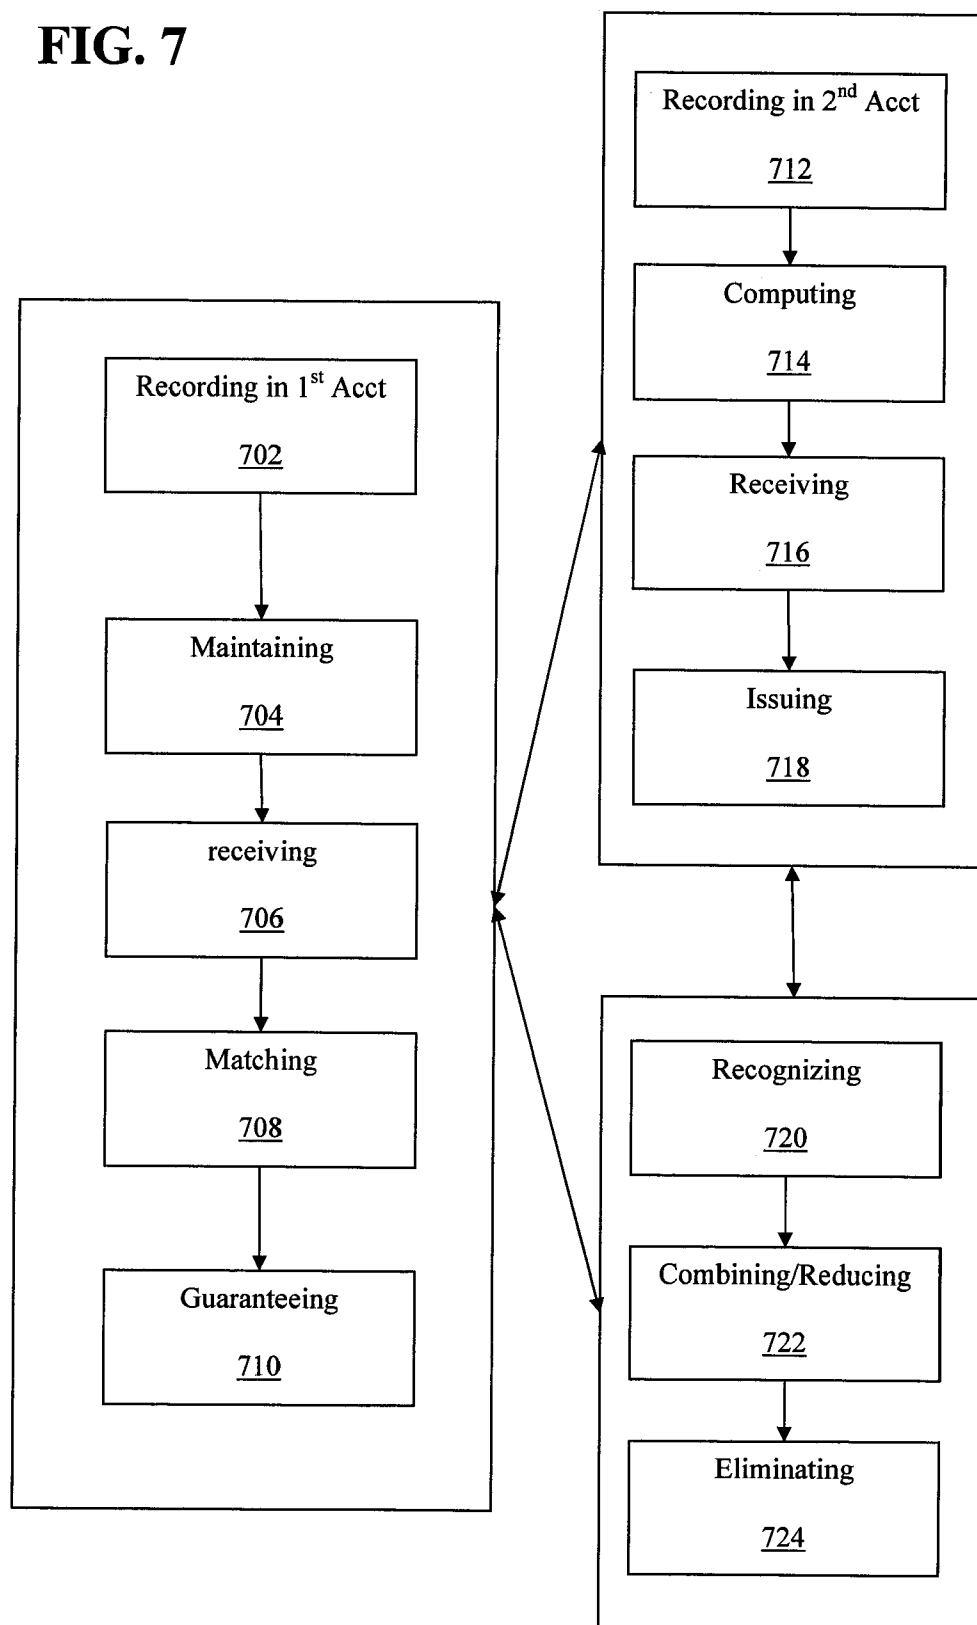 FIG. 7
Recording in 1st Acct
702
Maintaining
704
receiving
706
Matching
708
Guaranteeing
710
Recording in 2nd Acct
712
Computing
714
Receiving
716
Issuing
718
Recognizing
720
Combining/Reducing
722
Eliminating
724